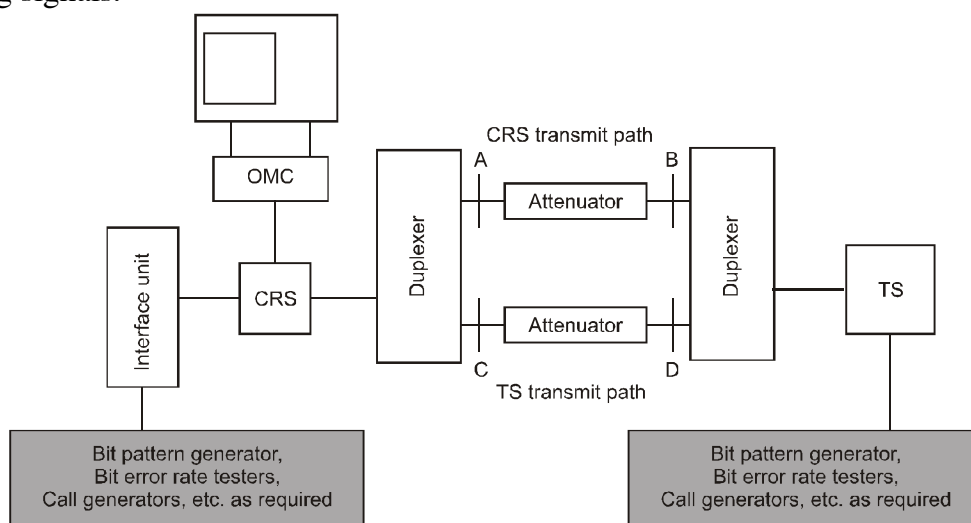 g signals.
CRS transmit path
A
B
OMC
Attenuator
Duplexer
Duplexer
Interface unit
CRS
TS
Attenuator
C
D
TS transmit path
Bit pattern generator,
Bit error rate testers,
Call generators, etc. as required
Bit pattern generator,
Bit error rate testers,
Call generators, etc. as required